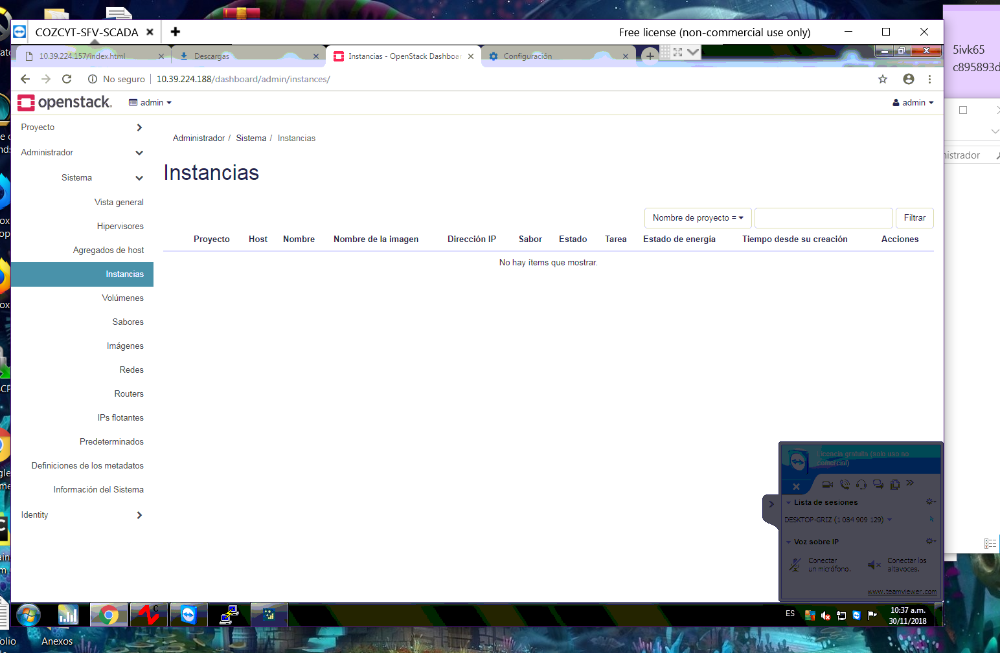 COZCYT-SFV-SCADA
Free license (non-commercial use only)
10.39.224.157/index.html
Descargas
Instancias - OpenStack Dashboar
Configuración
5ivk65
c895893d
No seguro
10.39.224.188/dashboard/admin/instances/
openstack.
admin
admin
Proyecto
Administrador
Sistema
Vista general
Hipervisores
Agregados de host
Instancias
Volúmenes
Sabores
Imágenes
Redes
Routers
IPs flotantes
Predeterminados
Definiciones de los metadatos
Información del Sistema
Identity
Administrador / Sistema / Instancias
Instancias
Nombre de proyecto =
Filtrar
Proyecto Host Nombre Nombre de la imagen Dirección IP Sabor Estado Tarea Estado de energía Tiempo desde su creación Acciones
No hay ítems que mostrar.
nistrador
Licencia gratuita (solo uso no
comercial)
Lista de sesiones
DESKTOP-GRIZ (1 084 909 129)
Voz sobre IP
Conectar
un micrófono.
Conectar los
altavoces.
www.teamviewer.com
ES
10:37 a.m.
30/11/2018
olio
Anexos